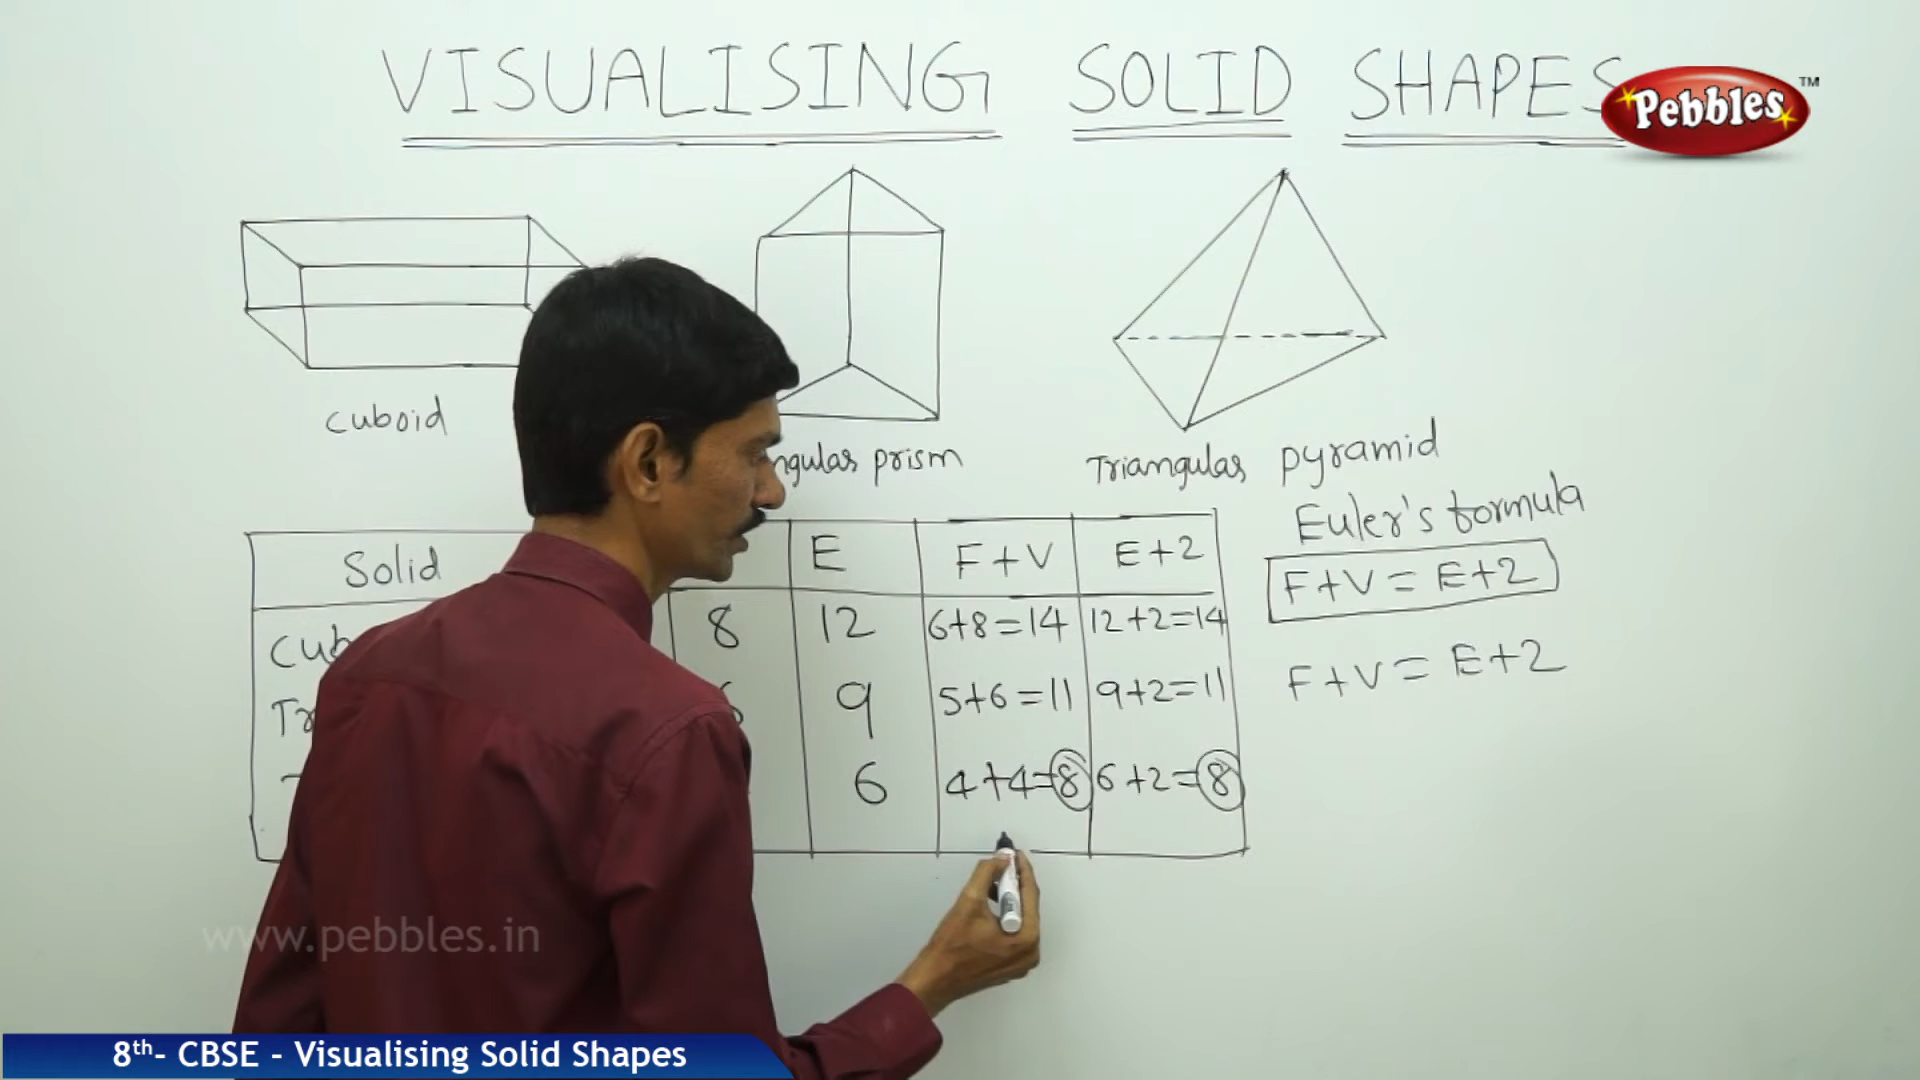 VISUALISING SOLID SHAPES
Pebbles™
cuboid
prism
Triangular pyramid
Euler's formula
F+V = E+2
F+V = E+2
Solid E F+V E+2
8 12 6+8=14 12+2=14
9 5+6=11 9+2=11
6 4+4=8 6+2=8
www.pebbles.in
8th- CBSE - Visualising Solid Shapes